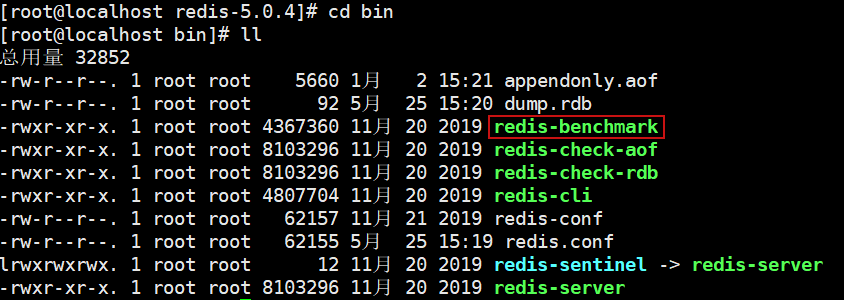 [root@localhost redis-5.0.4]# cd bin
[root@localhost bin]# ll
总用量 32852
-rw-r--r--. 1 root root    5660 1月   2 15:21 appendonly.aof
-rw-r--r--. 1 root root      92 5月  25 15:20 dump.rdb
-rwxr-xr-x. 1 root root 4367360 11月 20 2019 redis-benchmark
-rwxr-xr-x. 1 root root 8103296 11月 20 2019 redis-check-aof
-rwxr-xr-x. 1 root root 8103296 11月 20 2019 redis-check-rdb
-rwxr-xr-x. 1 root root 4807704 11月 20 2019 redis-cli
-rw-r--r--. 1 root root   62157 11月 21 2019 redis-conf
-rw-r--r--. 1 root root   62155 5月  25 15:19 redis.conf
lrwxrwxrwx. 1 root root      12 11月 20 2019 redis-sentinel -> redis-server
-rwxr-xr-x. 1 root root 8103296 11月 20 2019 redis-server